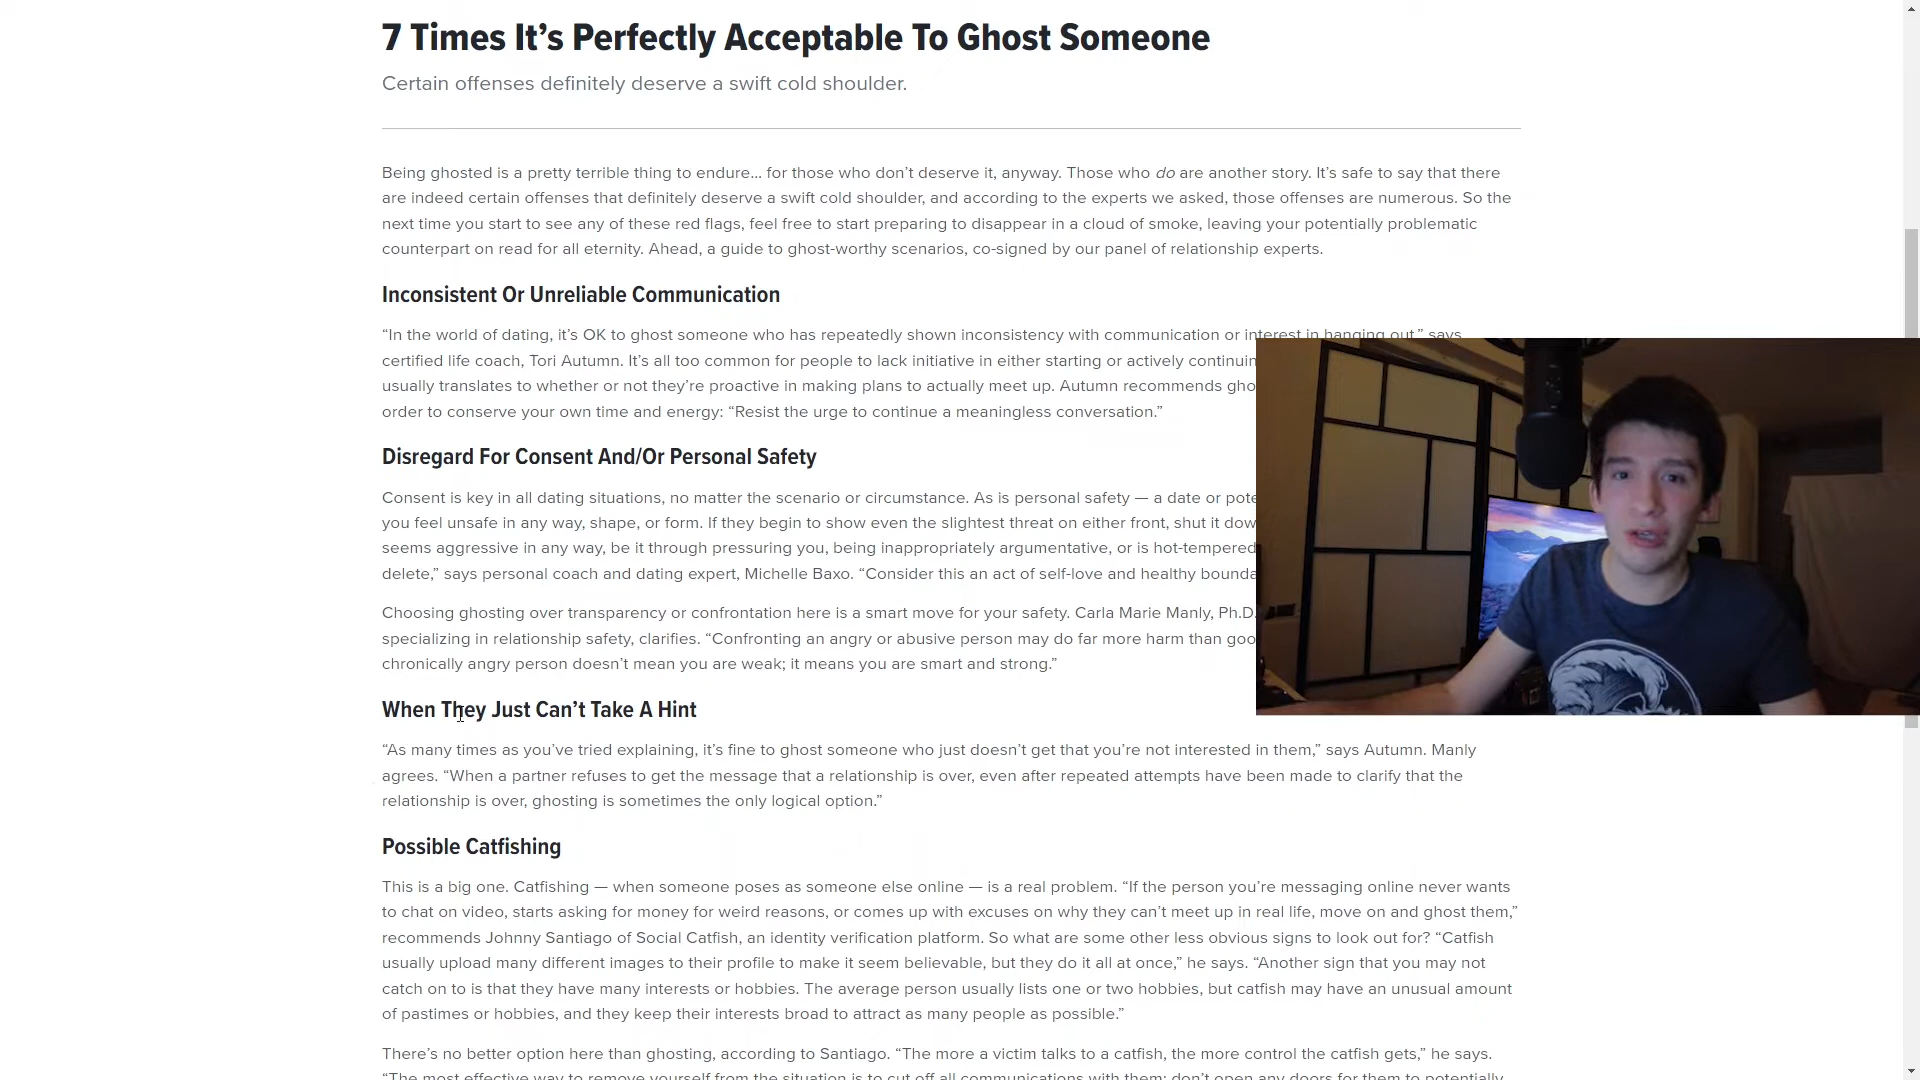 7 Times It’s Perfectly Acceptable To Ghost Someone
Certain offenses definitely deserve a swift cold shoulder.
Being ghosted is a pretty terrible thing to endure... for those who don’t deserve it, anyway. Those who do are another story. It’s safe to say that there
are indeed certain offenses that definitely deserve a swift cold shoulder, and according to the experts we asked, those offenses are numerous. So the
next time you start to see any of these red flags, feel free to start preparing to disappear in a cloud of smoke, leaving your potentially problematic
counterpart on read for all eternity. Ahead, a guide to ghost-worthy scenarios, co-signed by our panel of relationship experts.
Inconsistent Or Unreliable Communication
“In the world of dating, it’s OK to ghost someone who has repeatedly shown inconsistency with communication or interest in hanging out,” says
certified life coach, Tori Autumn. It’s all too common for people to lack initiative in either starting or actively
usually translates to whether or not they’re proactive in making plans to actually meet up. Autumn recommends
order to conserve your own time and energy: “Resist the urge to continue a meaningless conversation.”
Disregard For Consent And/Or Personal Safety
Consent is key in all dating situations, no matter the scenario or circumstance. As is personal safety — a date or
you feel unsafe in any way, shape, or form. If they begin to show even the slightest threat on either front, shut it
seems aggressive in any way, be it through pressuring you, being inappropriately argumentative, or is hot-tempered
delete,” says personal coach and dating expert, Michelle Baxo. “Consider this an act of self-love and healthy
Choosing ghosting over transparency or confrontation here is a smart move for your safety. Carla Marie Manly, Ph.D.
specializing in relationship safety, clarifies. “Confronting an angry or abusive person may do far more harm than
chronically angry person doesn’t mean you are weak; it means you are smart and strong.”
When They Just Can’t Take A Hint
“As many times as you’ve tried explaining, it’s fine to ghost someone who just doesn’t get that you’re not interested in them,” says Autumn. Manly
agrees. “When a partner refuses to get the message that a relationship is over, even after repeated attempts have been made to clarify that the
relationship is over, ghosting is sometimes the only logical option.”
Possible Catfishing
This is a big one. Catfishing — when someone poses as someone else online — is a real problem. “If the person you’re messaging online never wants
to chat on video, starts asking for money for weird reasons, or comes up with excuses on why they can’t meet up in real life, move on and ghost them,”
recommends Johnny Santiago of Social Catfish, an identity verification platform. So what are some other less obvious signs to look out for? “Catfish
usually upload many different images to their profile to make it seem believable, but they do it all at once,” he says. “Another sign that you may not
catch on to is that they have many interests or hobbies. The average person usually lists one or two hobbies, but catfish may have an unusual amount
of pastimes or hobbies, and they keep their interests broad to attract as many people as possible.”
There’s no better option here than ghosting, according to Santiago. “The more a victim talks to a catfish, the more control the catfish gets,” he says.
“The most effective way to remove yourself from the situation is to cut off all communications with them; don’t open any doors for them to potentially